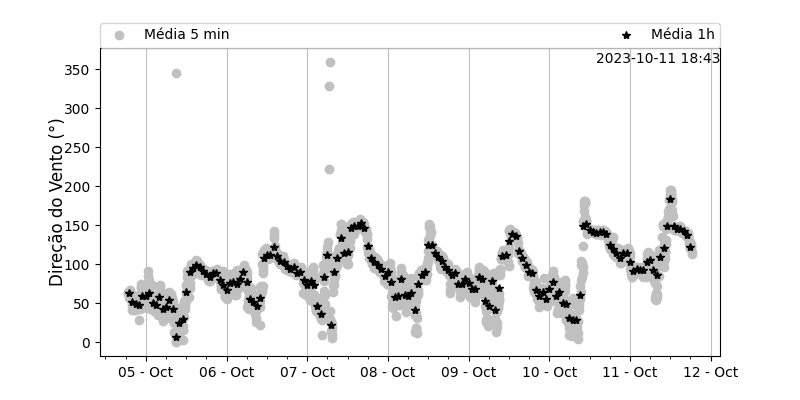 Média 5 min
Média 1h
2023-10-11 18:43
Direção do Vento (°)
350
300
250
200
150
100
50
0
05 - Oct
06 - Oct
07 - Oct
08 - Oct
09 - Oct
10 - Oct
11 - Oct
12 - Oct